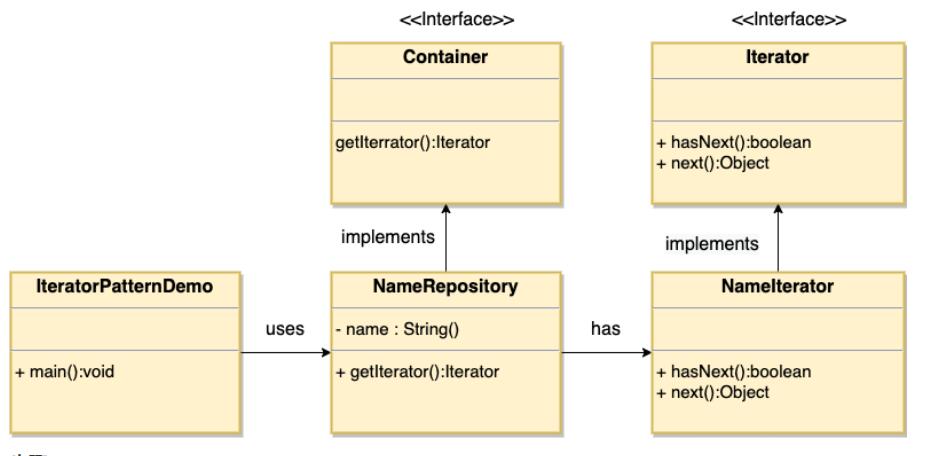 <<Interface>>
<<Interface>>
Container
Iterator
getIterrator():Iterator
+ hasNext():boolean
+ next():Object
implements
implements
IteratorPatternDemo
NameRepository
NameIterator
uses
- name : String()
has
+ main():void
+ getIterator():Iterator
+ hasNext():boolean
+ next():Object